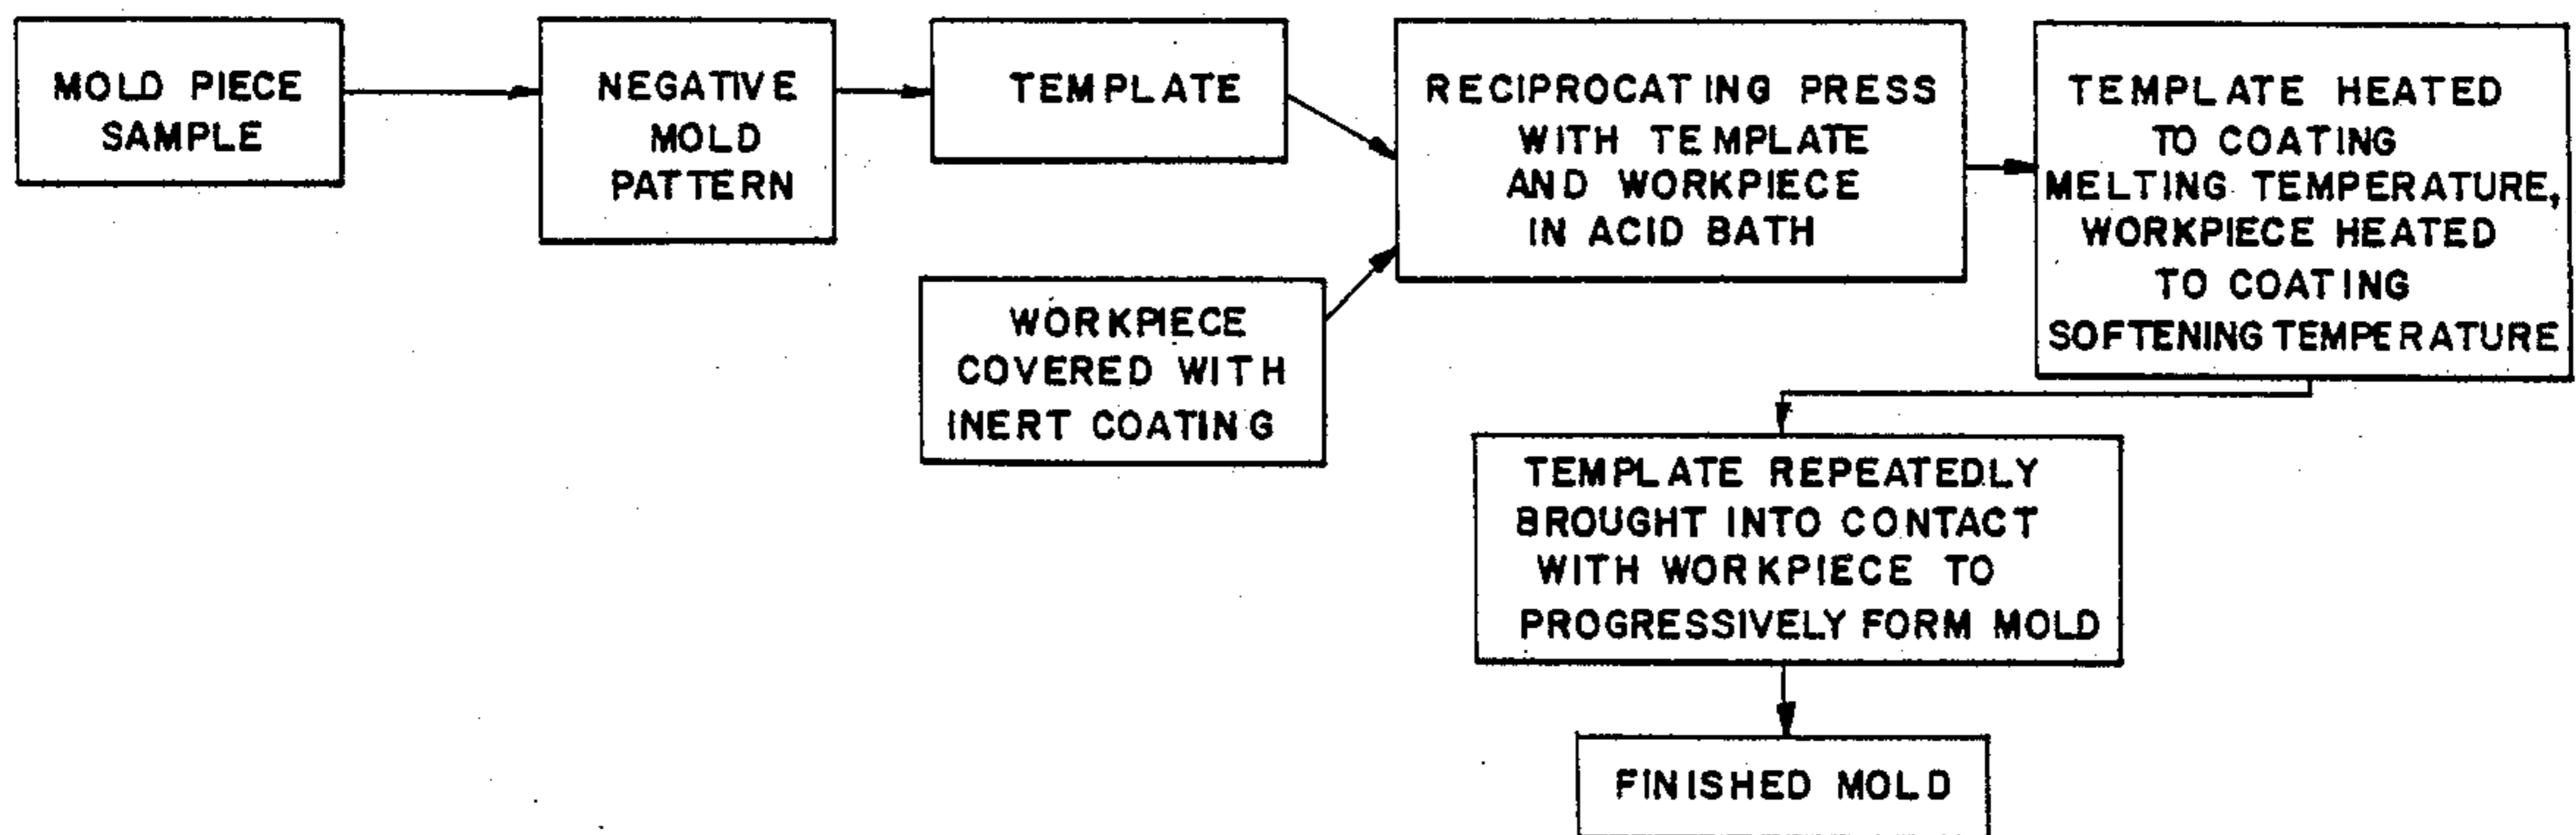 MOLD PIECE
SAMPLE
NEGATIVE
MOLD
PATTERN
TEMPLATE
WORKPIECE
COVERED WITH
INERT COATING
RECIPROCATING PRESS
WITH TEMPLATE
AND WORKPIECE
IN ACID BATH
TEMPLATE HEATED
TO COATING
MELTING TEMPERATURE,
WORKPIECE HEATED
TO COATING
SOFTENING TEMPERATURE
TEMPLATE REPEATEDLY
BROUGHT INTO CONTACT
WITH WORKPIECE TO
PROGRESSIVELY FORM MOLD
FINISHED MOLD